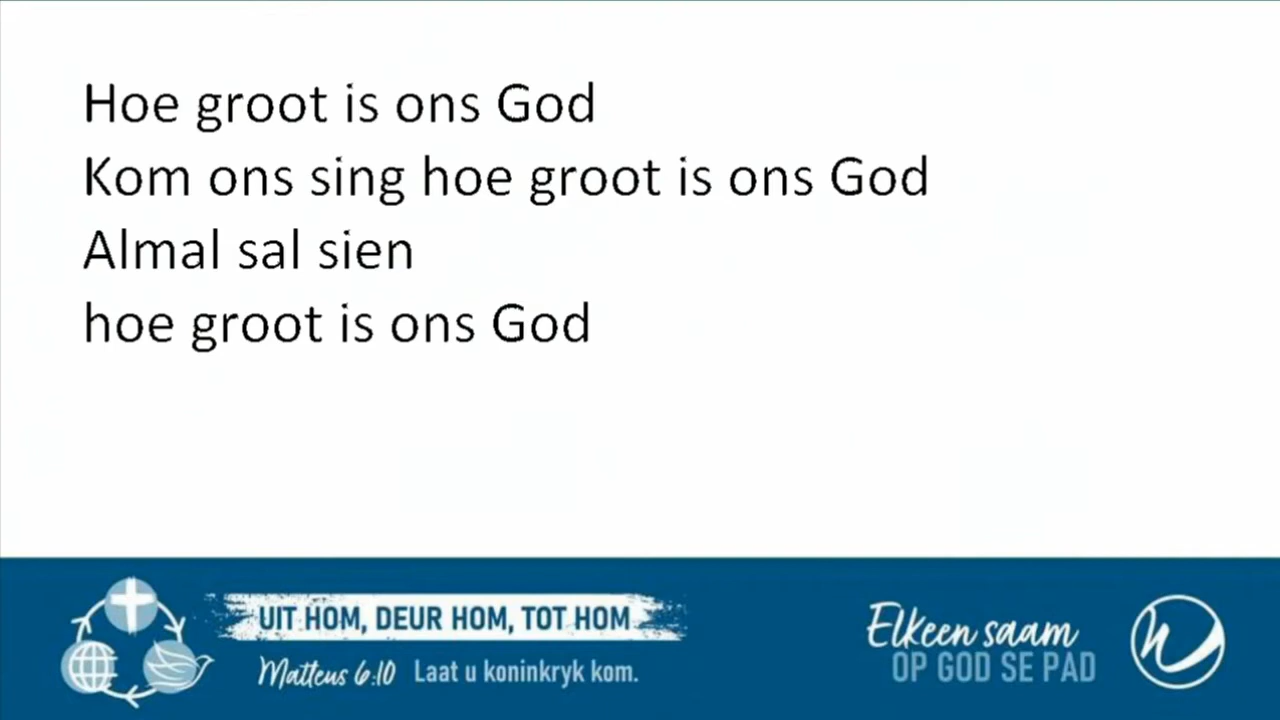 Hoe groot is ons God
Kom ons sing hoe groot is ons God
Almal sal sien
hoe groot is ons God
UIT HOM, DEUR HOM, TOT HOM
Matteus 6:10 Laat u koninkryk kom.
Elkeen saam
OP GOD SE PAD